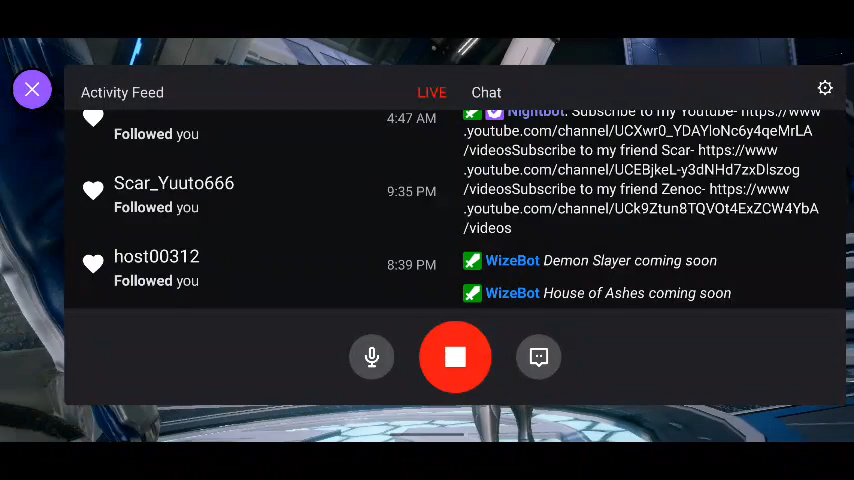 Activity Feed
LIVE
Chat
4:47 AM
Followed you
Scar_Yuuto666
9:35 PM
Followed you
host00312
8:39 PM
Followed you
Nightbot: Subscribe to my Youtube- https://www
.youtube.com/channel/UCXwr0_YDAYloNc6y4qeMrLA
/videosSubscribe to my friend Scar- https://www
.youtube.com/channel/UCEBjkeL-y3dNHd7zxDlszog
/videosSubscribe to my friend Zenoc- https://www
.youtube.com/channel/UCk9Ztun8TQVOt4ExZCW4YbA
/videos
WizeBot Demon Slayer coming soon
WizeBot House of Ashes coming soon